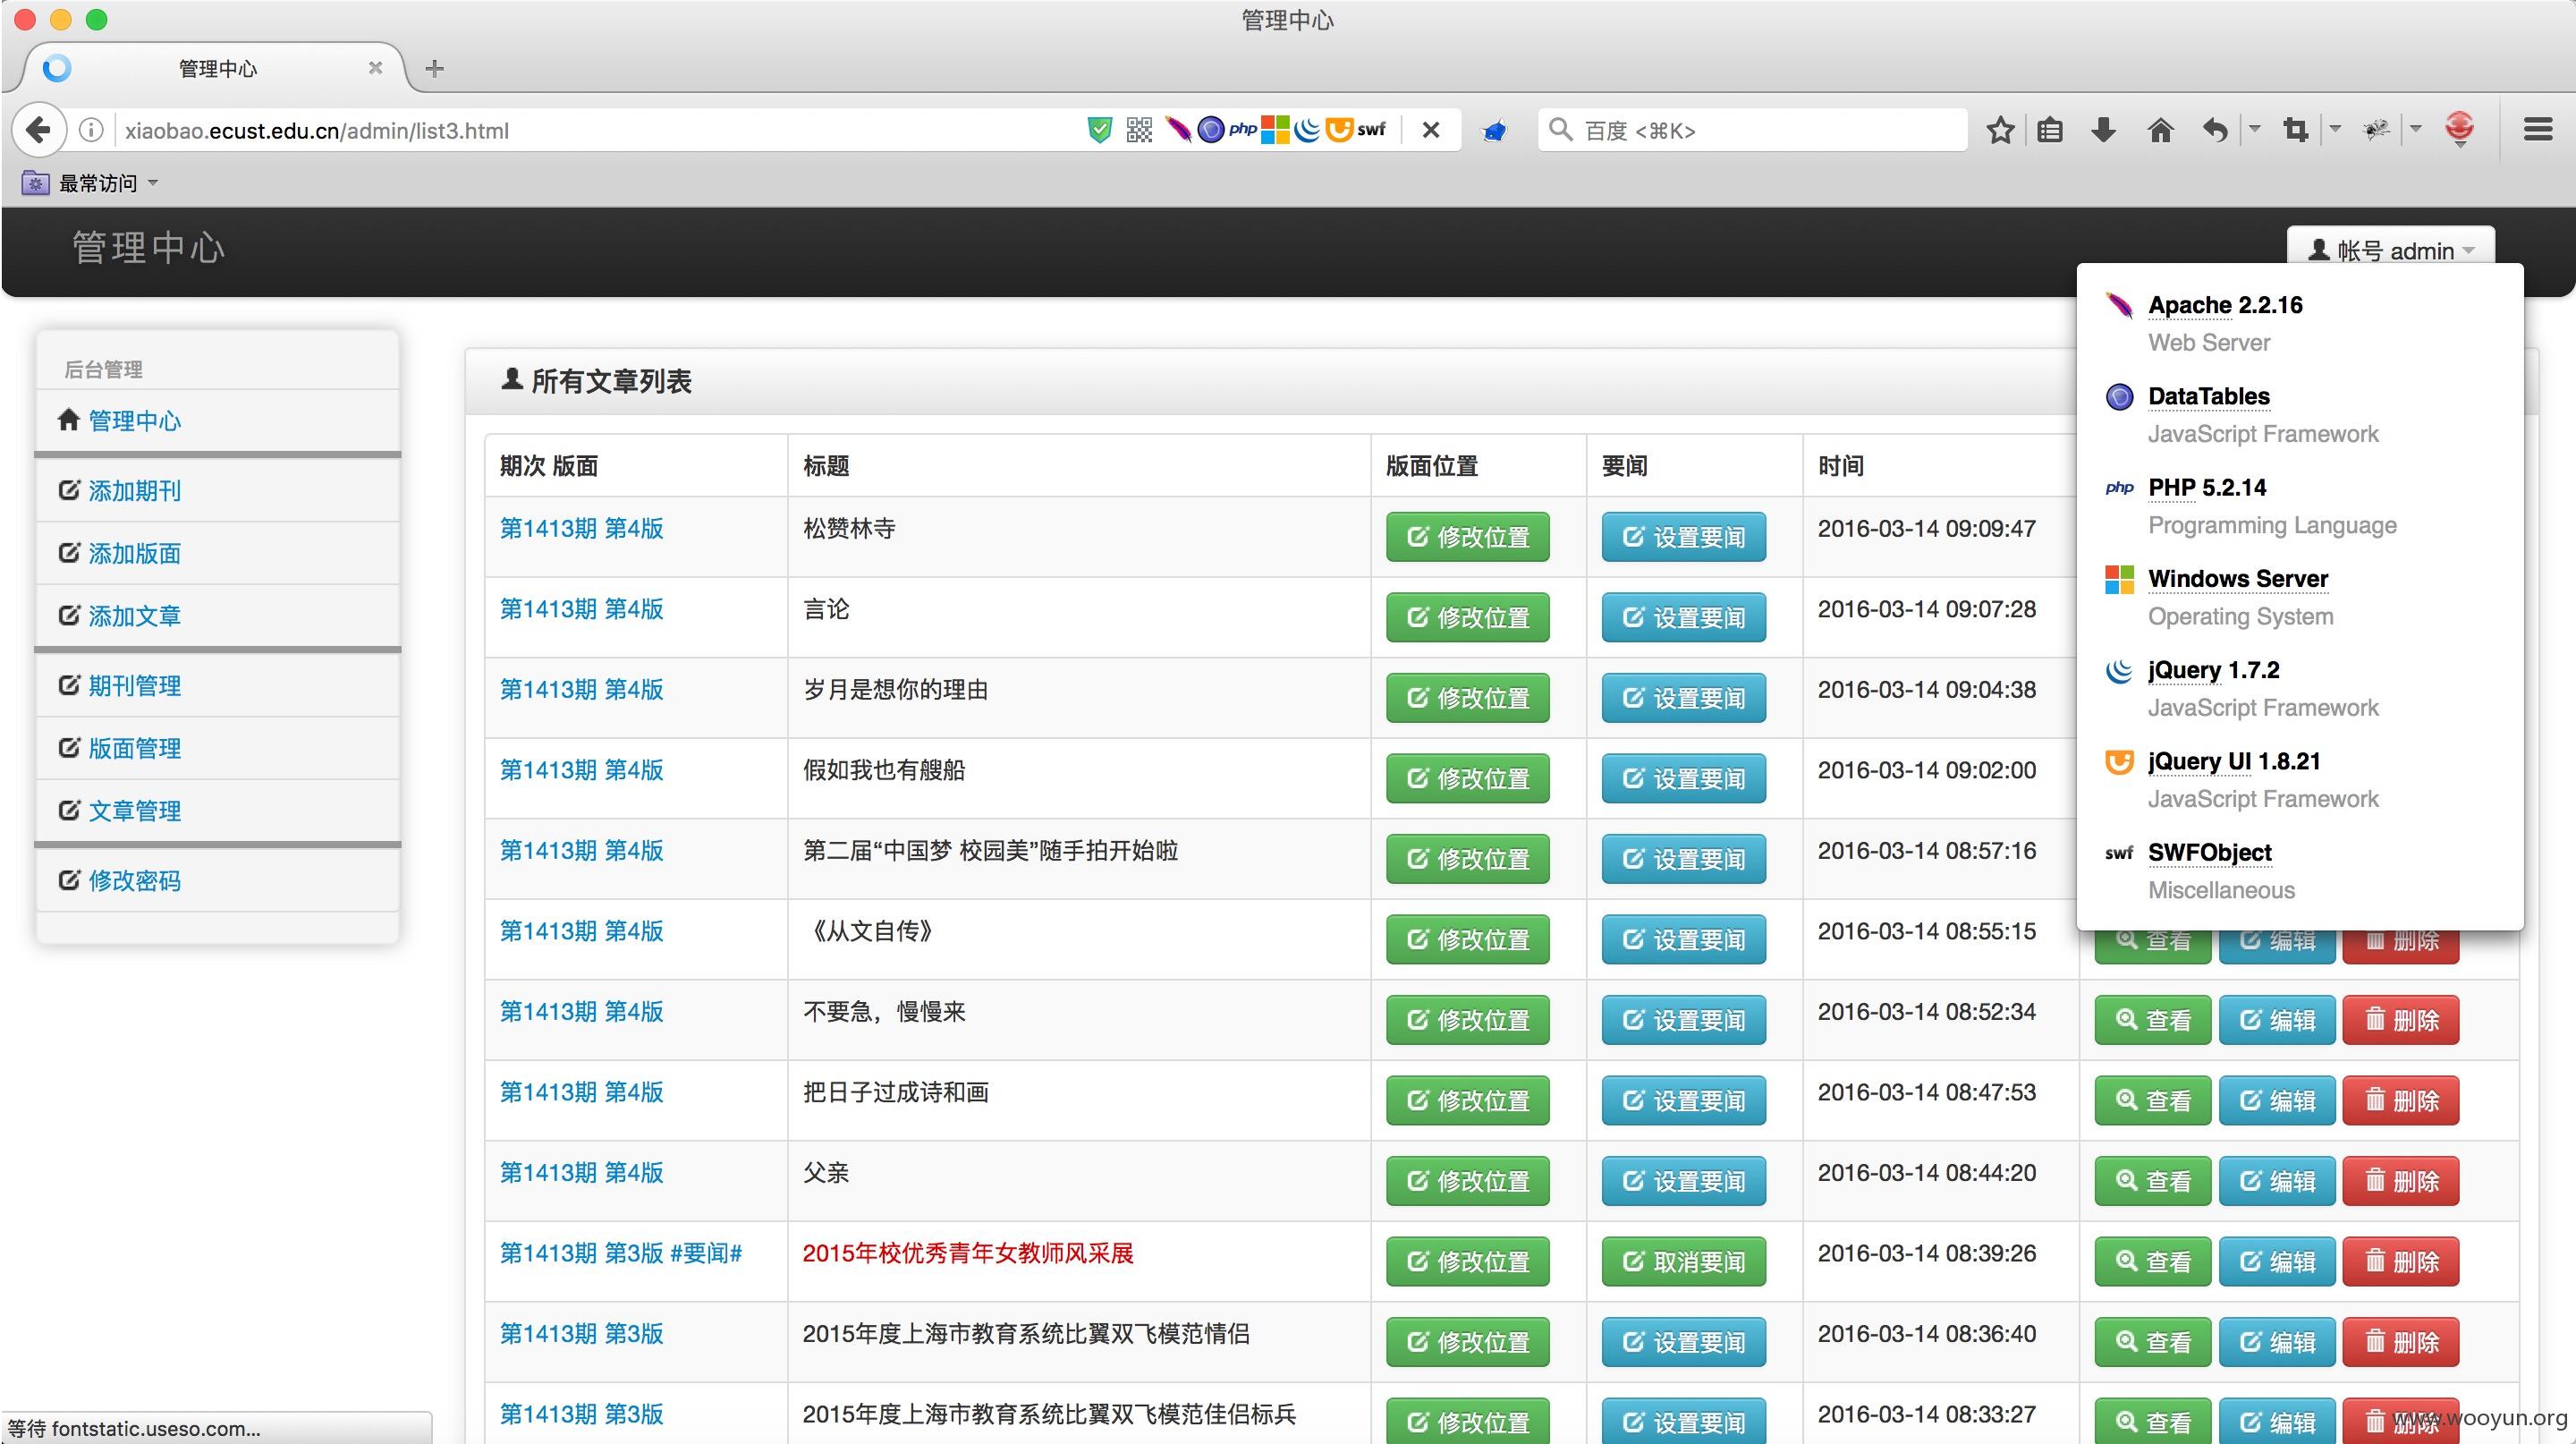 管理中心
管理中心
xiaobao.ecust.edu.cn/admin/list3.html
php
swf
百度 <⌘K>
最常访问
管理中心
帐号 admin
Apache 2.2.16
Web Server
DataTables
JavaScript Framework
php PHP 5.2.14
Programming Language
Windows Server
Operating System
jQuery 1.7.2
JavaScript Framework
jQuery UI 1.8.21
JavaScript Framework
swf SWFObject
Miscellaneous
后台管理
管理中心
添加期刊
添加版面
添加文章
期刊管理
版面管理
文章管理
修改密码
所有文章列表
期次 版面 标题 版面位置 要闻 时间
第1413期 第4版 松赞林寺 修改位置 设置要闻 2016-03-14 09:09:47
第1413期 第4版 言论 修改位置 设置要闻 2016-03-14 09:07:28
第1413期 第4版 岁月是想你的理由 修改位置 设置要闻 2016-03-14 09:04:38
第1413期 第4版 假如我也有艘船 修改位置 设置要闻 2016-03-14 09:02:00
第1413期 第4版 第二届“中国梦 校园美”随手拍开始啦 修改位置 设置要闻 2016-03-14 08:57:16
第1413期 第4版 《从文自传》 修改位置 设置要闻 2016-03-14 08:55:15 查看 编辑 删除
第1413期 第4版 不要急，慢慢来 修改位置 设置要闻 2016-03-14 08:52:34 查看 编辑 删除
第1413期 第4版 把日子过成诗和画 修改位置 设置要闻 2016-03-14 08:47:53 查看 编辑 删除
第1413期 第4版 父亲 修改位置 设置要闻 2016-03-14 08:44:20 查看 编辑 删除
第1413期 第3版 #要闻# 2015年校优秀青年女教师风采展 修改位置 取消要闻 2016-03-14 08:39:26 查看 编辑 删除
第1413期 第3版 2015年度上海市教育系统比翼双飞模范情侣 修改位置 设置要闻 2016-03-14 08:36:40 查看 编辑 删除
第1413期 第3版 2015年度上海市教育系统比翼双飞模范佳侣标兵 修改位置 设置要闻 2016-03-14 08:33:27 查看 编辑 删除
等待 fontstatic.useso.com...
www.wooyun.org